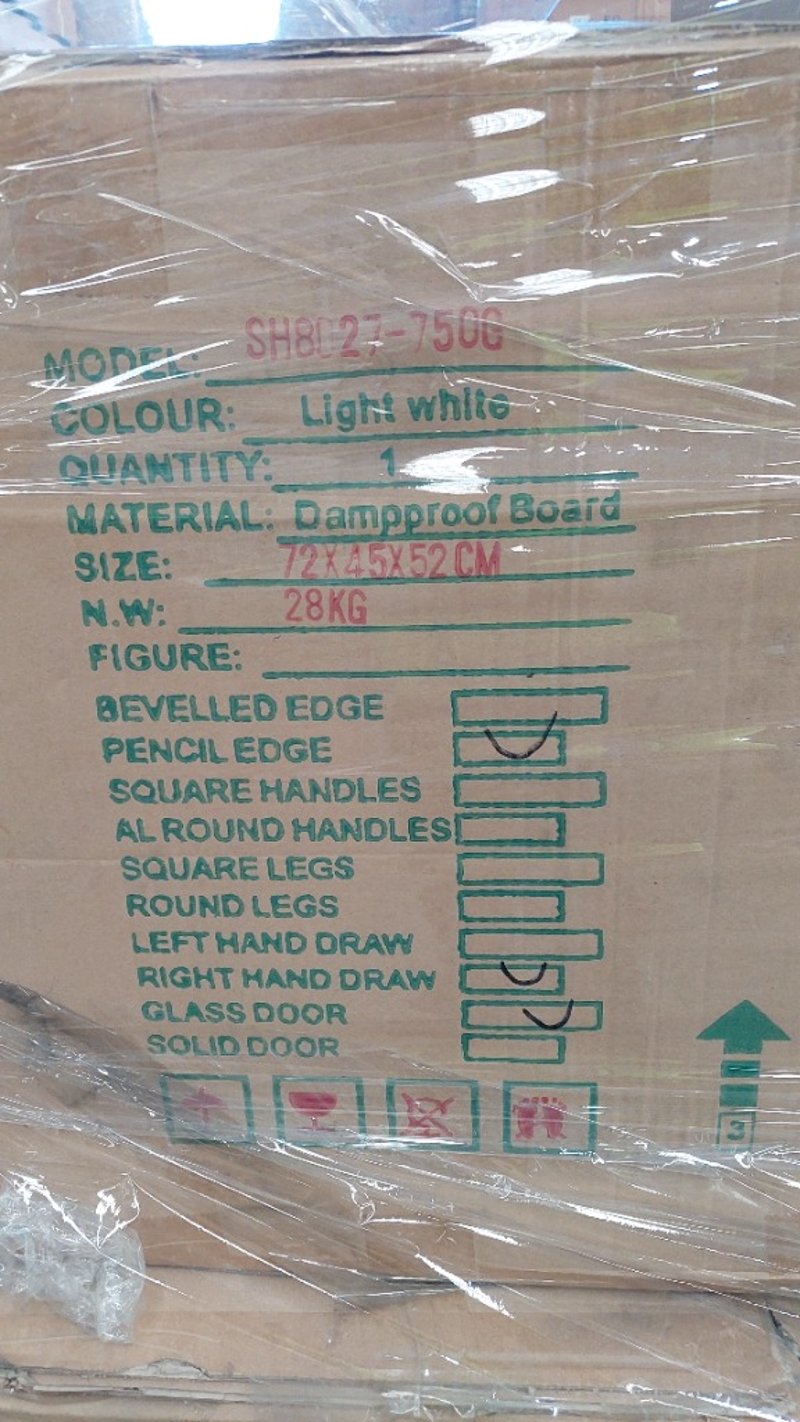 MODEL: SH8027-750G
COLOUR: Light white
QUANTITY: 1
MATERIAL: Dampproof Board
SIZE: 72X45X52CM
N.W: 28KG
FIGURE:
BEVELLED EDGE
PENCIL EDGE
SQUARE HANDLES
AL ROUND HANDLES
SQUARE LEGS
ROUND LEGS
LEFT HAND DRAW
RIGHT HAND DRAW
GLASS DOOR
SOLID DOOR
3